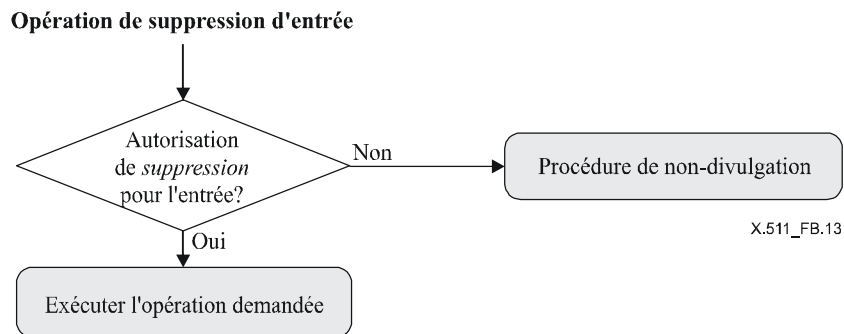 Opération de suppression d'entrée
Autorisation
de suppression
pour l'entrée?
Non
Procédure de non-divulgation
X.511_FB.13
Oui
Exécuter l'opération demandée